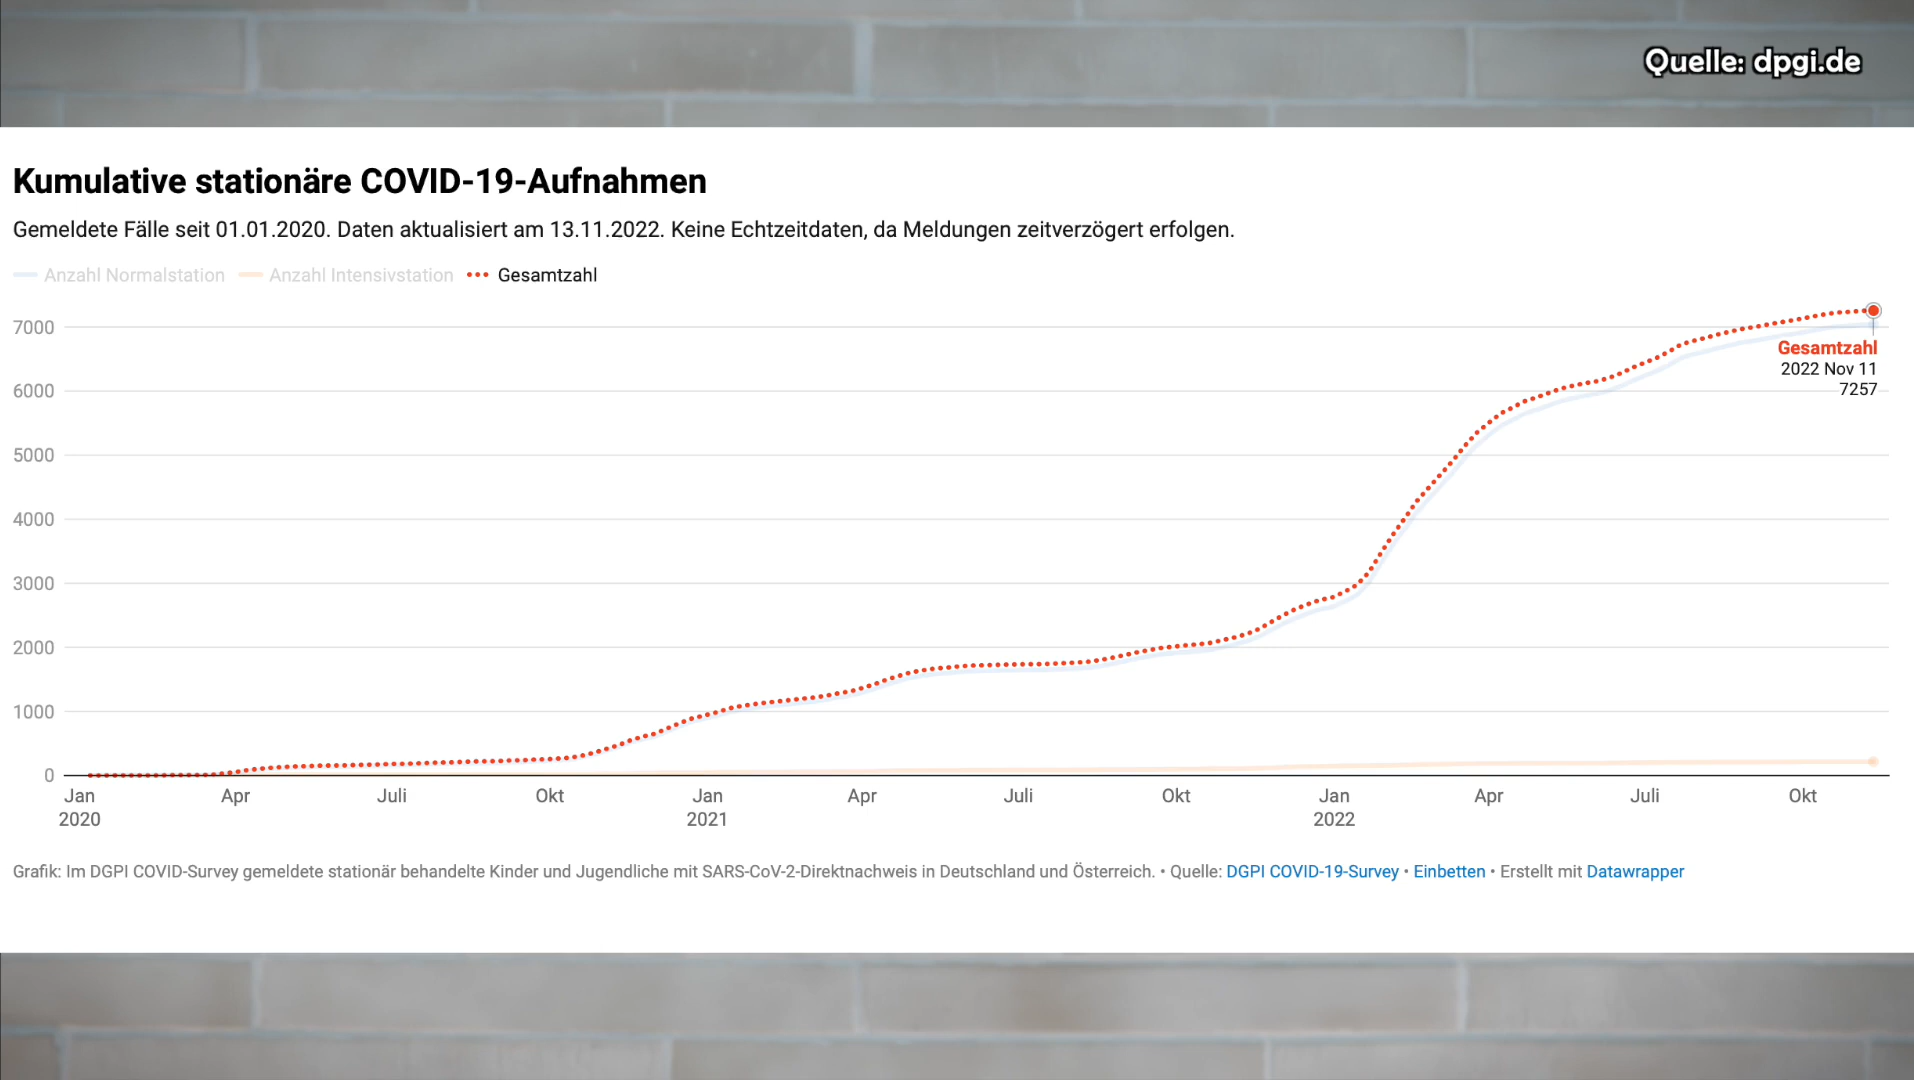 Quelle: dpgi.de
Kumulative stationäre COVID-19-Aufnahmen
Gemeldete Fälle seit 01.01.2020. Daten aktualisiert am 13.11.2022. Keine Echtzeitdaten, da Meldungen zeitverzögert erfolgen.
Anzahl Normalstation Anzahl Intensivstation Gesamtzahl
7000
6000
5000
4000
3000
2000
1000
0
Gesamtzahl
2022 Nov 11
7257
Jan Apr Juli Okt Jan Apr Juli Okt Jan Apr Juli Okt
2020 2021 2022
Grafik: Im DGPI COVID-Survey gemeldete stationär behandelte Kinder und Jugendliche mit SARS-CoV-2-Direktnachweis in Deutschland und Österreich. • Quelle: DGPI COVID-19-Survey • Einbetten • Erstellt mit Datawrapper